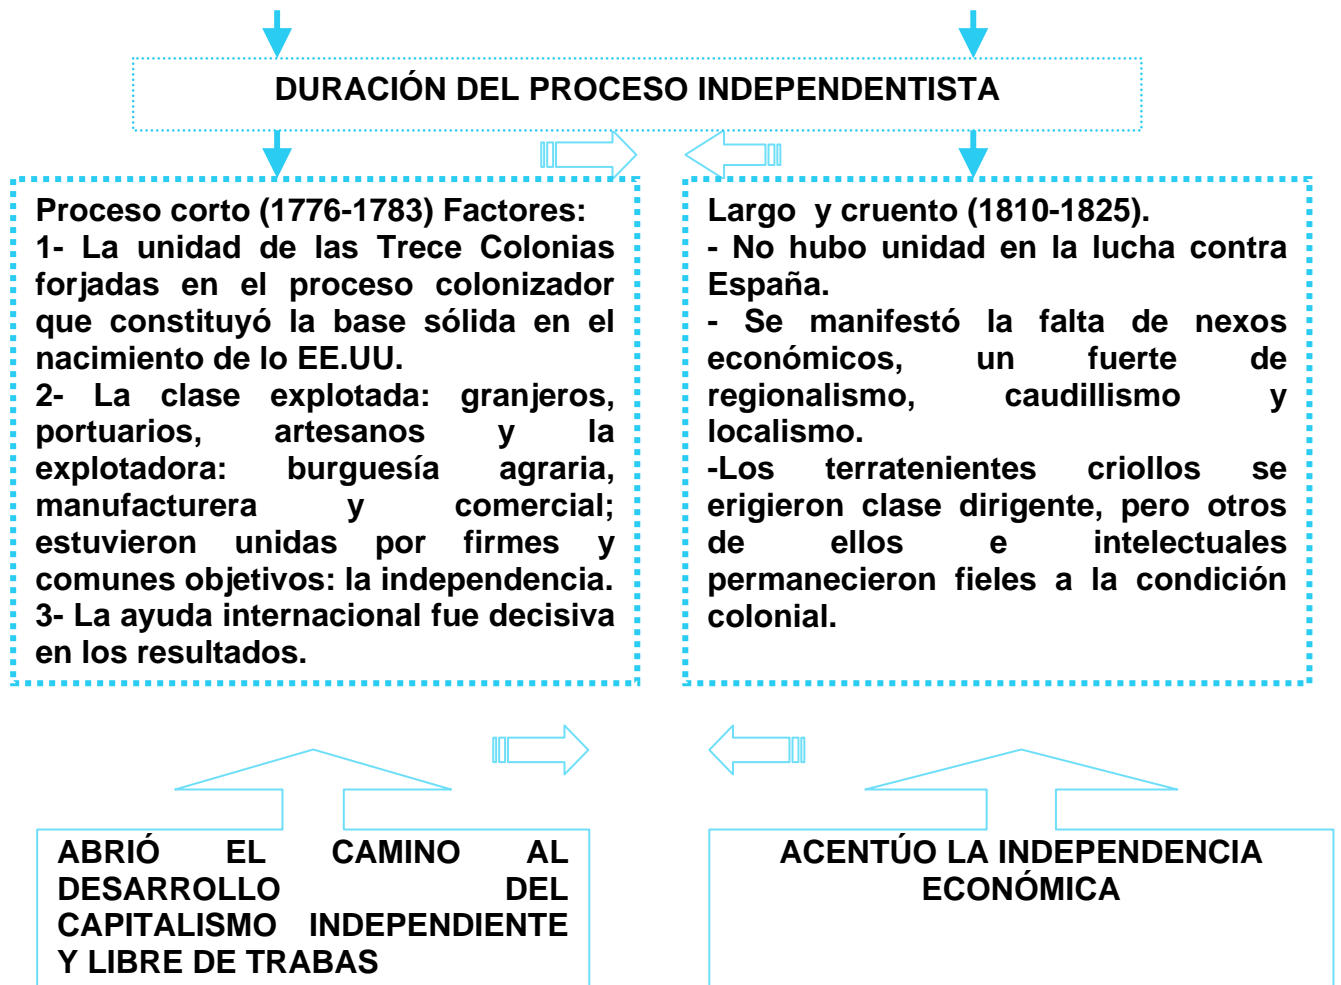 DURACIÓN DEL PROCESO INDEPENDENTISTA
Proceso corto (1776-1783) Factores:
1- La unidad de las Trece Colonias
forjadas en el proceso colonizador
que constituyó la base sólida en el
nacimiento de lo EE.UU.
2- La clase explotada: granjeros,
portuarios, artesanos y la
explotadora: burguesía agraria,
manufacturera y comercial;
estuvieron unidas por firmes y
comunes objetivos: la independencia.
3- La ayuda internacional fue decisiva
en los resultados.
Largo y cruento (1810-1825).
- No hubo unidad en la lucha contra
España.
- Se manifestó la falta de nexos
económicos, un fuerte de
regionalismo, caudillismo y
localismo.
-Los terratenientes criollos se
erigieron clase dirigente, pero otros
de ellos e intelectuales
permanecieron fieles a la condición
colonial.
ABRIÓ EL CAMINO AL
DESARROLLO DEL
CAPITALISMO INDEPENDIENTE
Y LIBRE DE TRABAS
ACENTÚO LA INDEPENDENCIA
ECONÓMICA